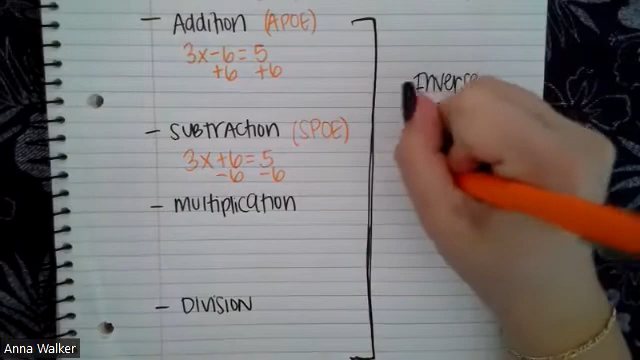 - Addition (APOE)
3x - 6 = 5
+6 +6
Inverse
- SUBTRACTION (SPOE)
3x + 6 = 5
-6 -6
- multiplication
- DIVISION
Anna Walker